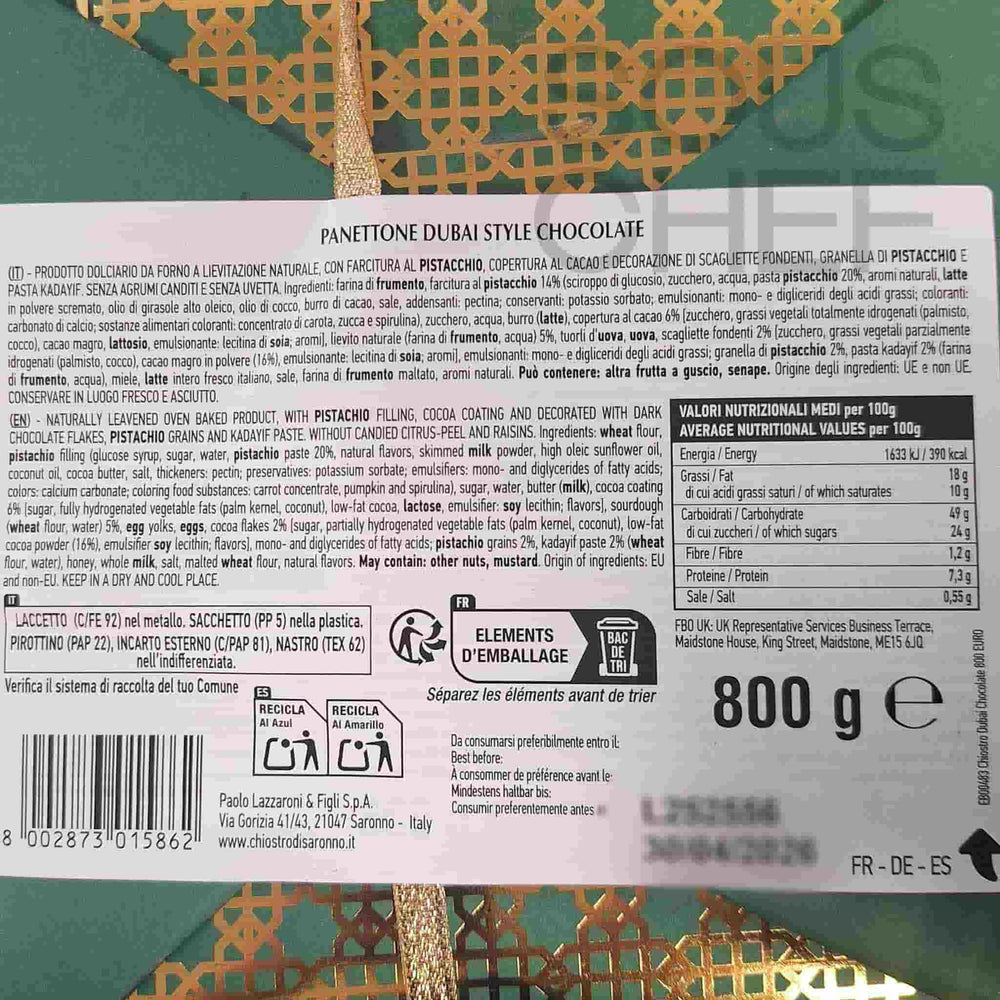 SOUS
CHEF
PANETTONE DUBAI STYLE CHOCOLATE
(IT) - PRODOTTO DOLCIARIO DA FORNO A LIEVITAZIONE NATURALE, CON FARCITURA AL PISTACCHIO, COPERTURA AL CACAO E DECORAZIONE DI SCAGLIETTE FONDENTI, GRANELLA DI PISTACCHIO E
PASTA KADAYIF. SENZA AGRUMI CANDITI E SENZA UVETTA. Ingredienti: farina di frumento, farcitura al pistacchio 14% (sciroppo di glucosio, zucchero, acqua, pasta pistacchio 20%, aromi naturali, latte
in polvere scremato, olio di girasole alto oleico, olio di cocco, burro di cacao, sale, addensanti: pectina; conservanti: potassio sorbato; emulsionanti: mono- e digliceridi degli acidi grassi; coloranti:
carbonato di calcio; sostanze alimentari coloranti: concentrato di carota, zucca e spirulina), zucchero, acqua, burro (latte), copertura al cacao 6% [zucchero, grassi vegetali totalmente idrogenati (palmisto,
cocco), cacao magro, lattosio, emulsionante: lecitina di soia; aromi], lievito naturale (farina di frumento, acqua) 5%, tuorli d'uova, uova, scagliette fondenti 2% [zucchero, grassi vegetali parzialmente
idrogenati (palmisto, cocco), cacao magro in polvere (16%), emulsionante: lecitina di soia; aromi], emulsionanti: mono- e digliceridi degli acidi grassi; granella di pistacchio 2%, pasta kadayif 2% (farina
di frumento, acqua), miele, latte intero fresco italiano, sale, farina di frumento maltato, aromi naturali. Può contenere: altra frutta a guscio, senape. Origine degli ingredienti: UE e non UE.
CONSERVARE IN LUOGO FRESCO E ASCIUTTO.
(EN) - NATURALLY LEAVENED OVEN BAKED PRODUCT, WITH PISTACHIO FILLING, COCOA COATING AND DECORATED WITH DARK
CHOCOLATE FLAKES, PISTACHIO GRAINS AND KADAYIF PASTE. WITHOUT CANDIED CITRUS-PEEL AND RAISINS. Ingredients: wheat flour,
pistachio filling (glucose syrup, sugar, water, pistachio paste 20%, natural flavors, skimmed milk powder, high oleic sunflower oil,
coconut oil, cocoa butter, salt, thickeners: pectin; preservatives: potassium sorbate; emulsifiers: mono- and diglycerides of fatty acids;
colors: calcium carbonate; coloring food substances: carrot concentrate, pumpkin and spirulina), sugar, water, butter (milk), cocoa coating
6% [sugar, fully hydrogenated vegetable fats (palm kernel, coconut), low-fat cocoa, lactose, emulsifier: soy lecithin; flavors], sourdough
(wheat flour, water) 5%, egg yolks, eggs, cocoa flakes 2% [sugar, partially hydrogenated vegetable fats (palm kernel, coconut), low-fat
cocoa powder (16%), emulsifier soy lecithin; flavors], mono- and diglycerides of fatty acids; pistachio grains 2%, kadayif paste 2% (wheat
flour, water), honey, whole milk, salt, malted wheat flour, natural flavors. May contain: other nuts, mustard. Origin of ingredients: EU
and non-EU. KEEP IN A DRY AND COOL PLACE.
VALORI NUTRIZIONALI MEDI per 100g
AVERAGE NUTRITIONAL VALUES per 100g
Energia / Energy 1633 kJ / 390 kcal
Grassi / Fat 18 g
di cui acidi grassi saturi / of which saturates 10 g
Carboidrati / Carbohydrate 49 g
di cui zuccheri / of which sugars 24 g
Fibre / Fibre 1,2 g
Proteine / Protein 7,3 g
Sale / Salt 0,55 g
FBO UK: UK Representative Services Business Terrace,
Maidstone House, King Street, Maidstone, ME15 6JQ
IT
LACCETTO (C/FE 92) nel metallo. SACCHETTO (PP 5) nella plastica.
PIROTTINO (PAP 22), INCARTO ESTERNO (C/PAP 81), NASTRO (TEX 62)
nell'indifferenziata.
Verifica il sistema di raccolta del tuo Comune
FR
ELEMENTS
D'EMBALLAGE
BAC
DE
TRI
Séparez les éléments avant de trier
ES
RECICLA
Al Azul
RECICLA
Al Amarillo
800 g e
Da consumarsi preferibilmente entro il:
Best before:
À consommer de préférence avant le:
Mindestens haltbar bis:
Consumir preferentemente antes
L252556
30/04/2026
8 002873 015862
Paolo Lazzaroni & Figli S.p.A.
Via Gorizia 41/43, 21047 Saronno - Italy
www.chiostrodisaronno.it
FR - DE - ES
EB00483 Chiostro Dubai Chocolate 800 EURO